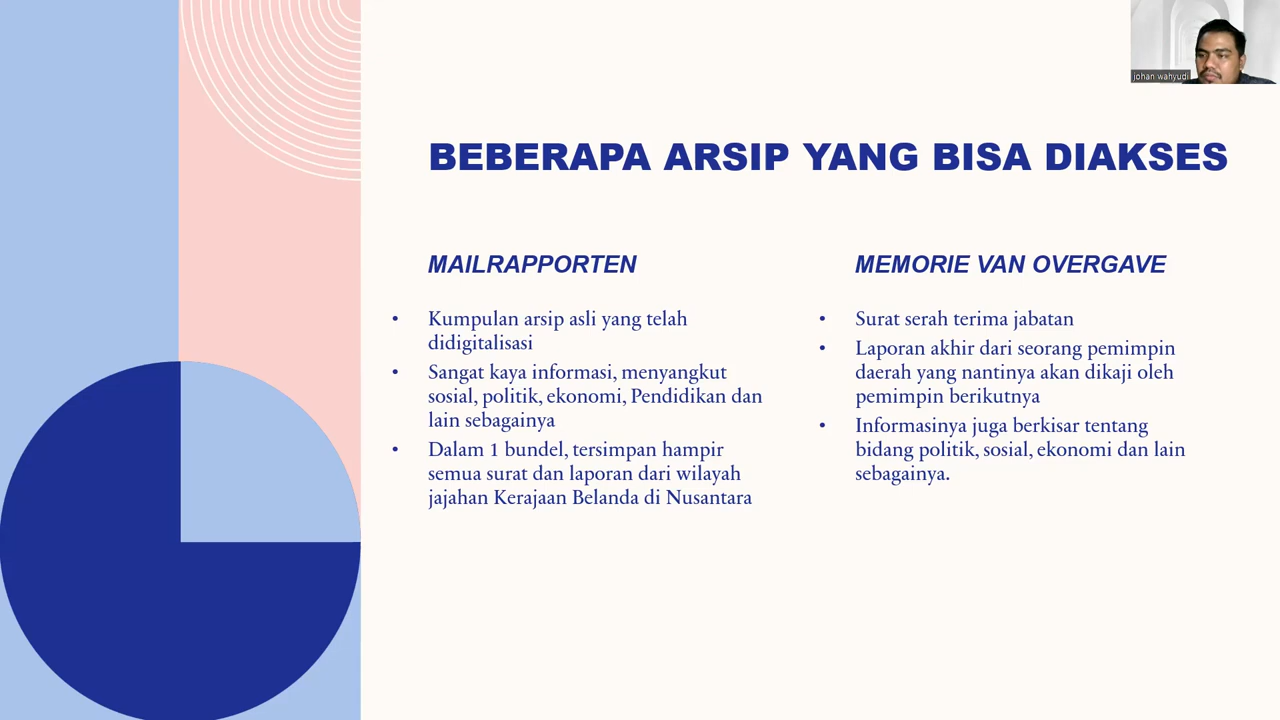 johan wahyudi
BEBERAPA ARSIP YANG BISA DIAKSES
MAILRAPPORTEN
• Kumpulan arsip asli yang telah
didigitalisasi
• Sangat kaya informasi, menyangkut
sosial, politik, ekonomi, Pendidikan dan
lain sebagainya
• Dalam 1 bundel, tersimpan hampir
semua surat dan laporan dari wilayah
jajahan Kerajaan Belanda di Nusantara
MEMORIE VAN OVERGAVE
• Surat serah terima jabatan
• Laporan akhir dari seorang pemimpin
daerah yang nantinya akan dikaji oleh
pemimpin berikutnya
• Informasinya juga berkisar tentang
bidang politik, sosial, ekonomi dan lain
sebagainya.